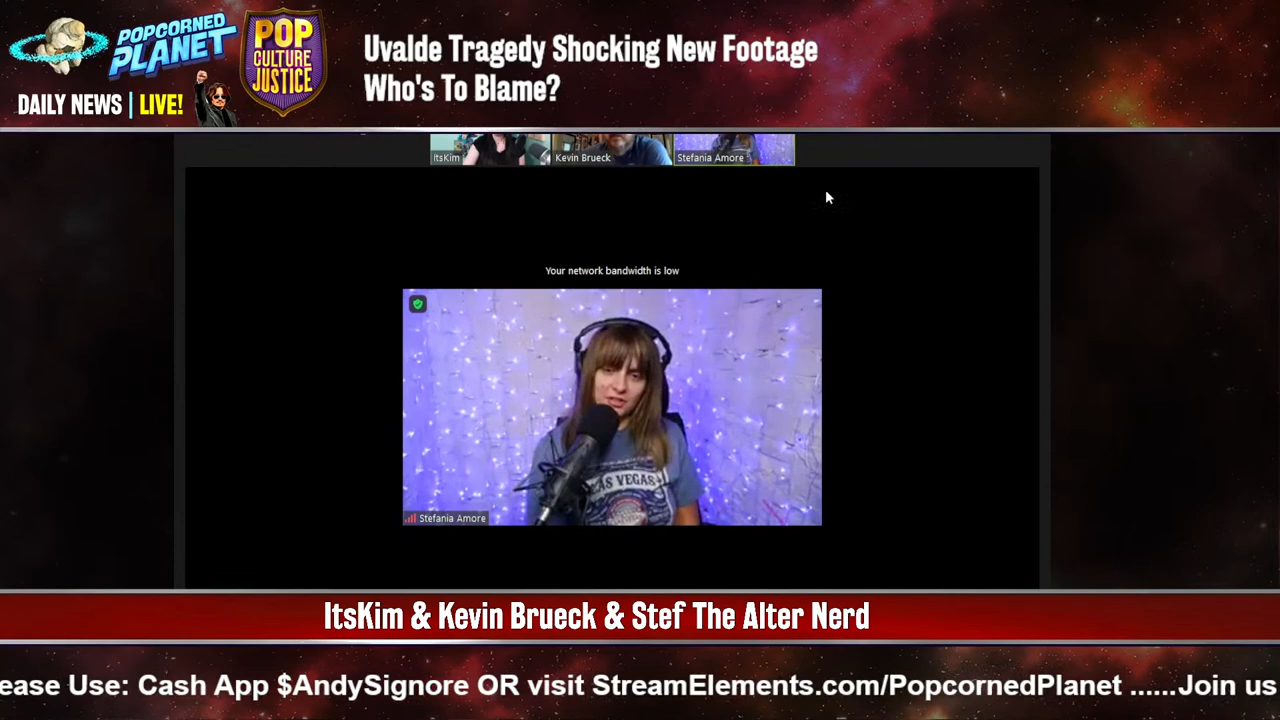 POPCORNED
PLANET
DAILY NEWS | LIVE!
POP
CULTURE
JUSTICE
Uvalde Tragedy Shocking New Footage
Who's To Blame?
ItsKim
Kevin Brueck
Stefania Amore
Your network bandwidth is low
LAS VEGAS
Stefania Amore
ItsKim & Kevin Brueck & Stef The Alter Nerd
ease Use: Cash App $AndySignore OR visit StreamElements.com/PopcornedPlanet ......Join us